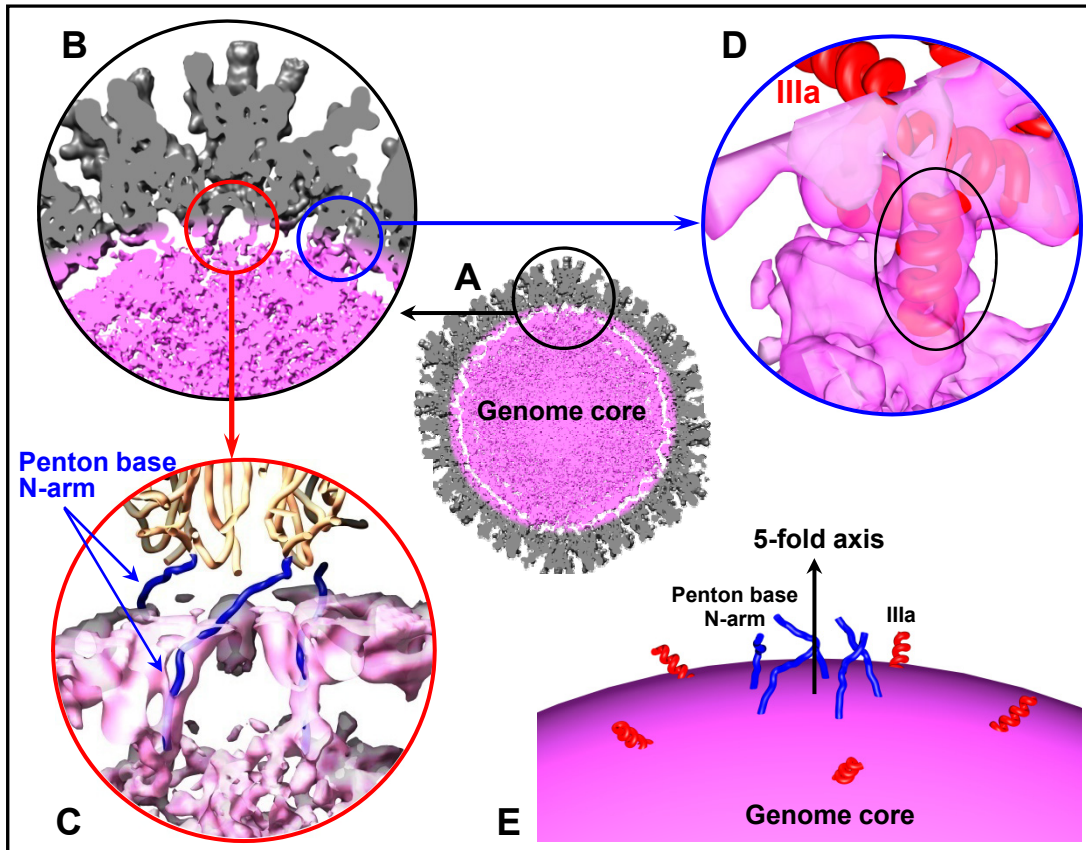 B
D
IIIa
A
Genome core
Penton base
N-arm
C
5-fold axis
Penton base
N-arm
IIIa
E
Genome core